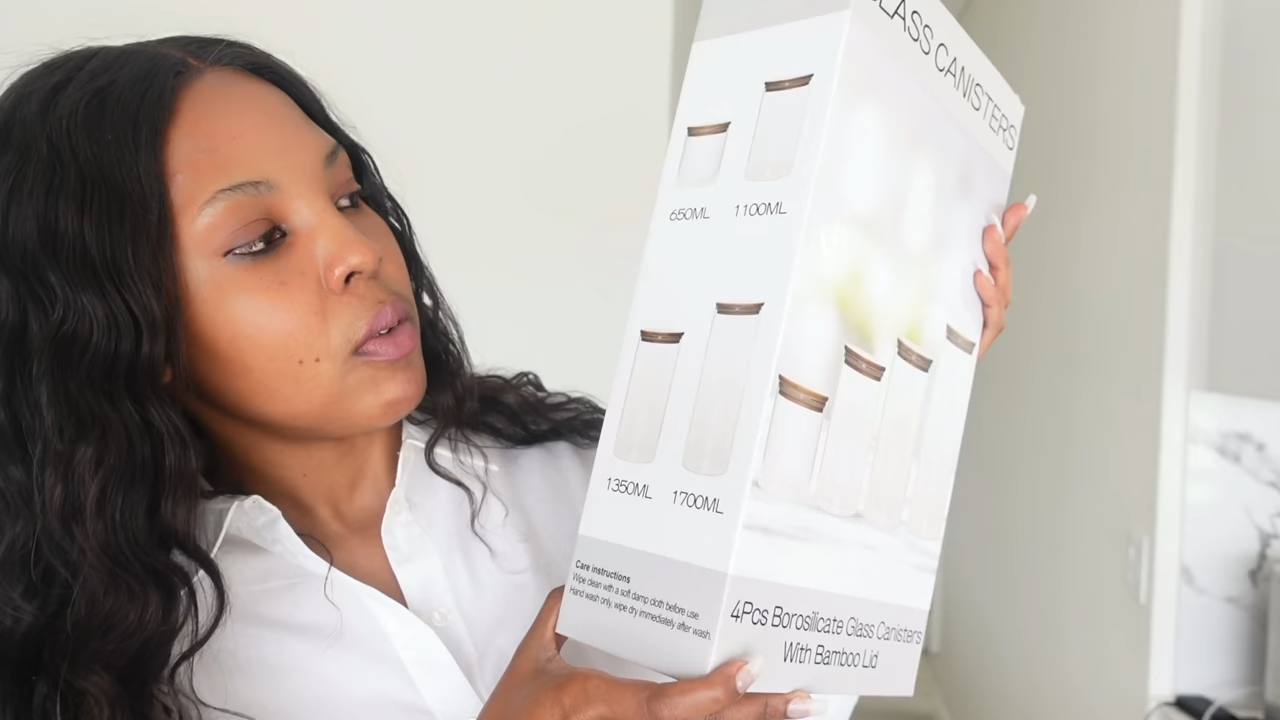 GLASS CANISTERS
650ML 1100ML
1350ML 1700ML
Care instructions
Wipe clean with a soft damp cloth before use.
Hand wash only, wipe dry immediately after wash.
4Pcs Borosilicate Glass Canisters
With Bamboo Lid